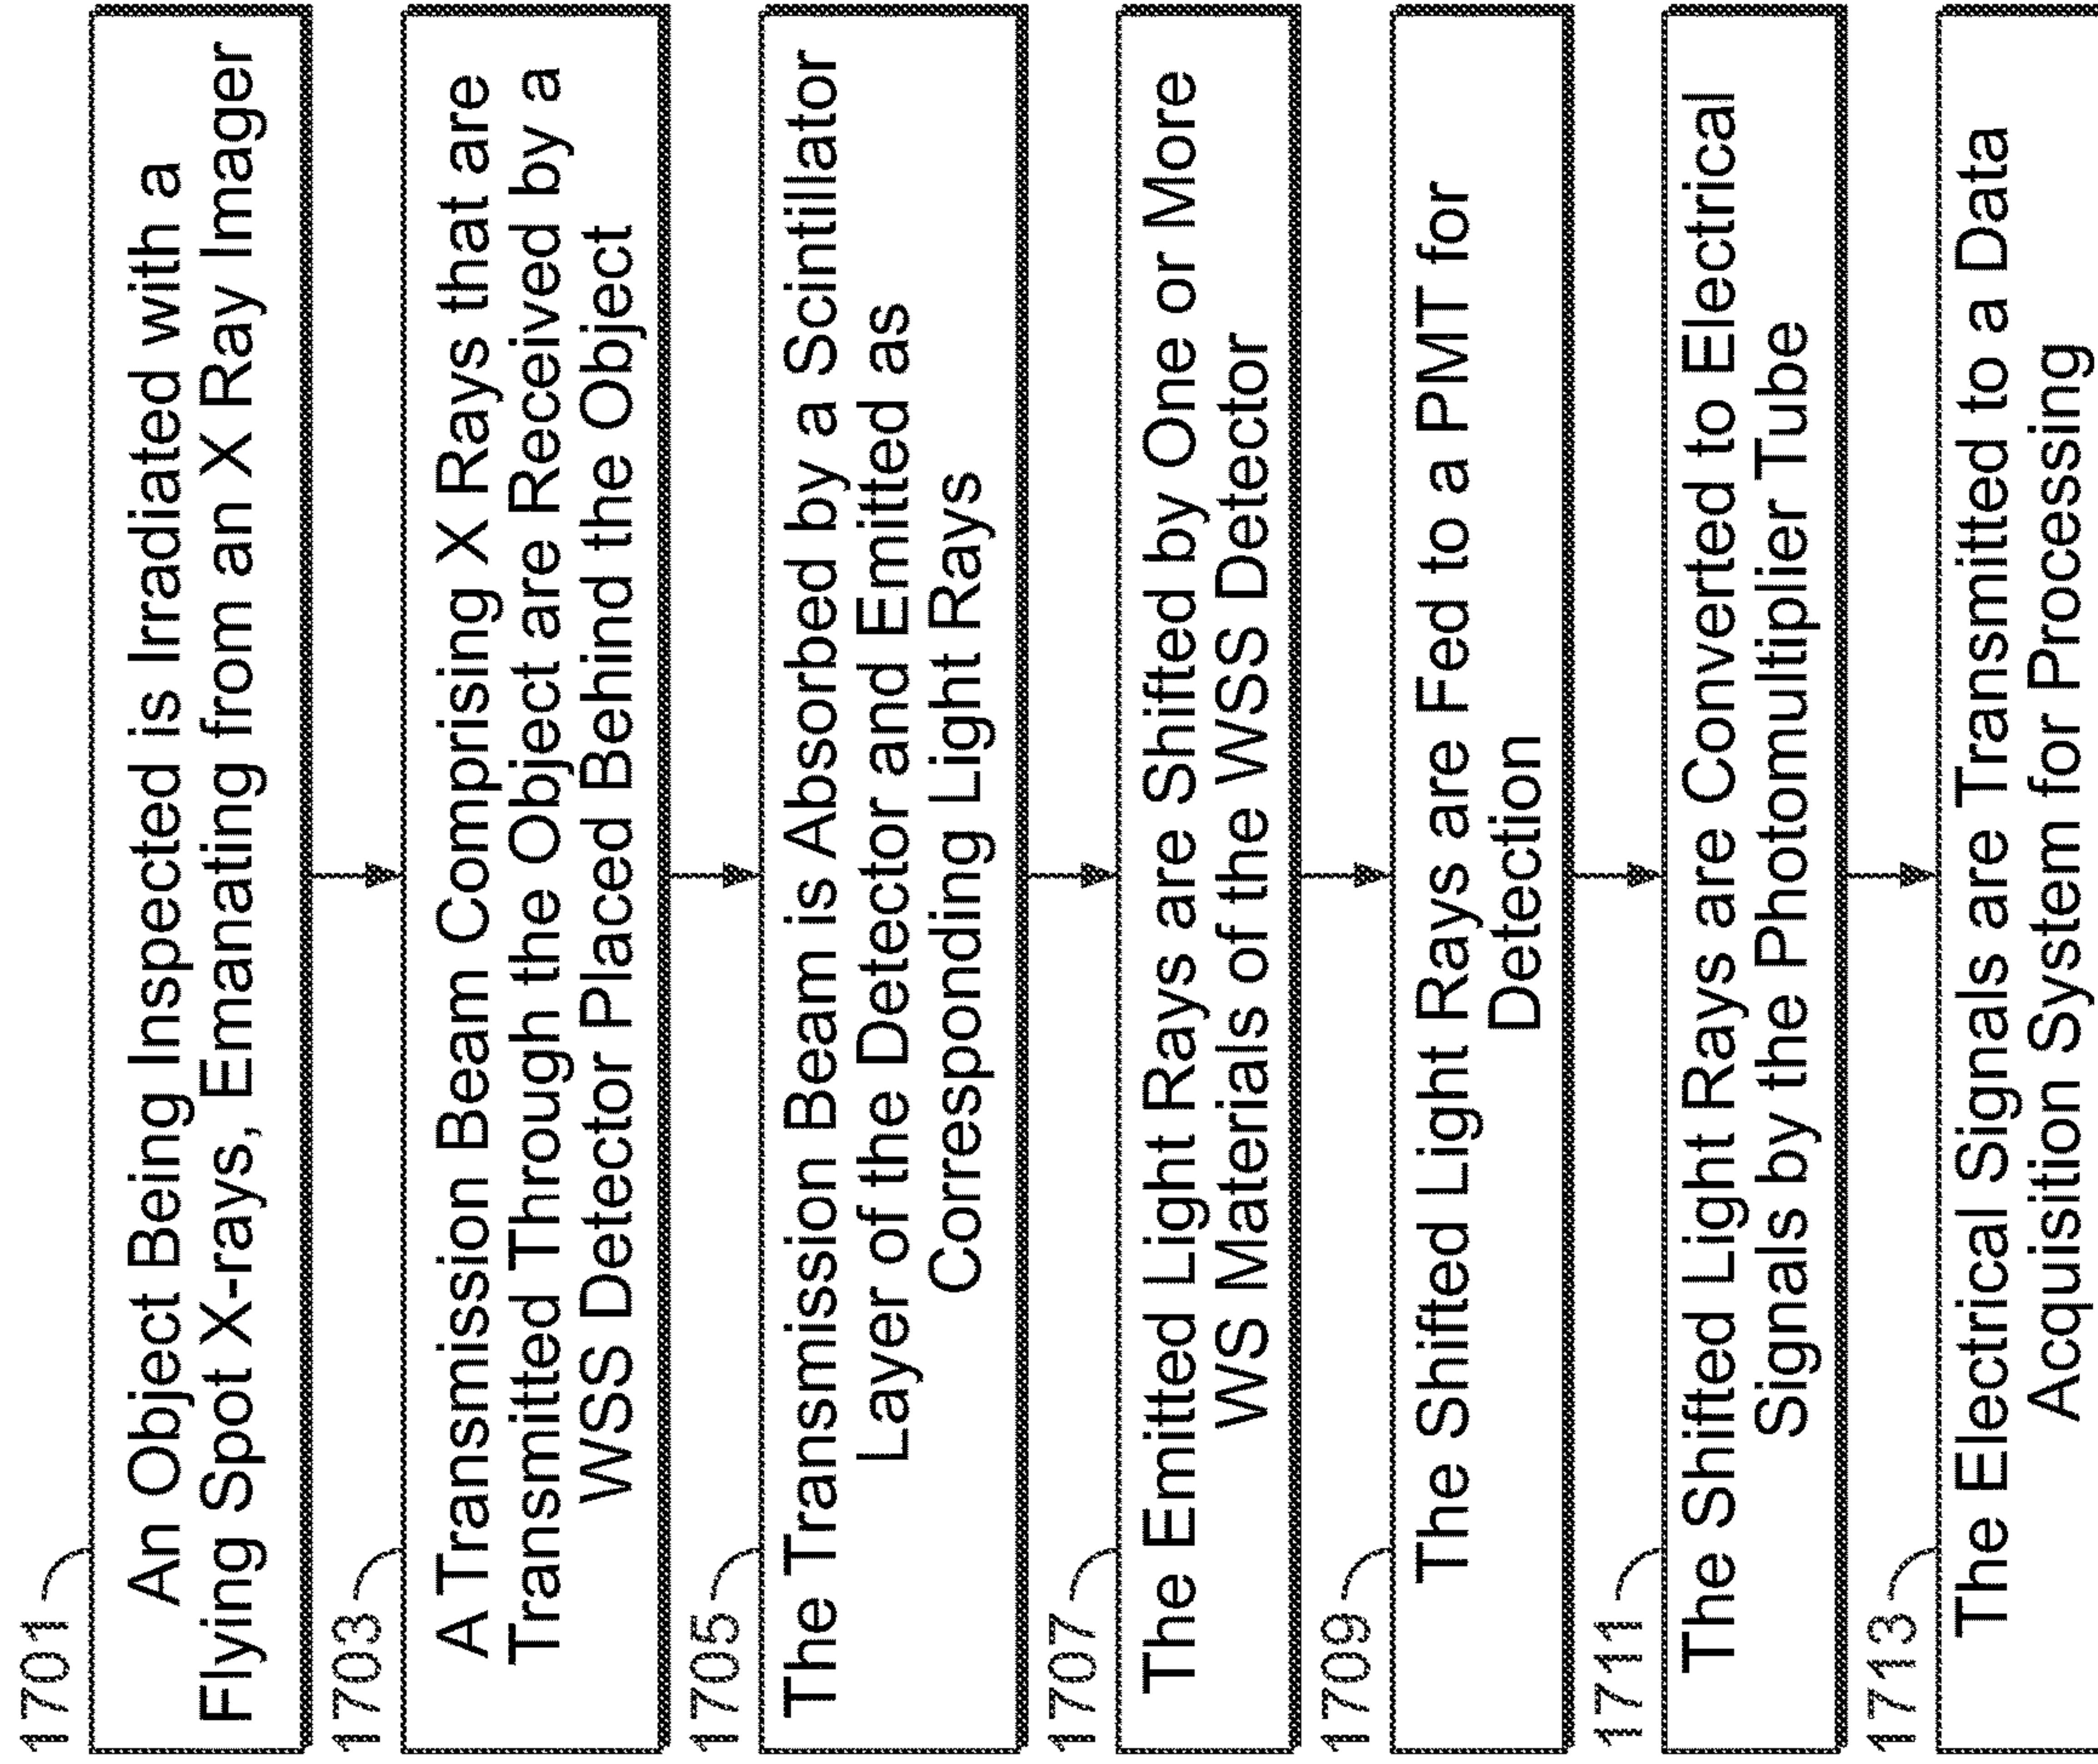 1701
An Object Being Inspected is Irradiated with a
Flying Spot X-rays, Emanating from an X Ray Imager
1703
A Transmission Beam Comprising X Rays that are
Transmitted Through the Object are Received by a
WSS Detector Placed Behind the Object
1705
The Transmission Beam is Absorbed by a Scintillator
Layer of the Detector and Emitted as
Corresponding Light Rays
1707
The Emitted Light Rays are Shifted by One or More
WS Materials of the WSS Detector
1709
The Shifted Light Rays are Fed to a PMT for
Detection
1711
The Shifted Light Rays are Converted to Electrical
Signals by the Photomultiplier Tube
1713
The Electrical Signals are Transmitted to a Data
Acquisition System for Processing